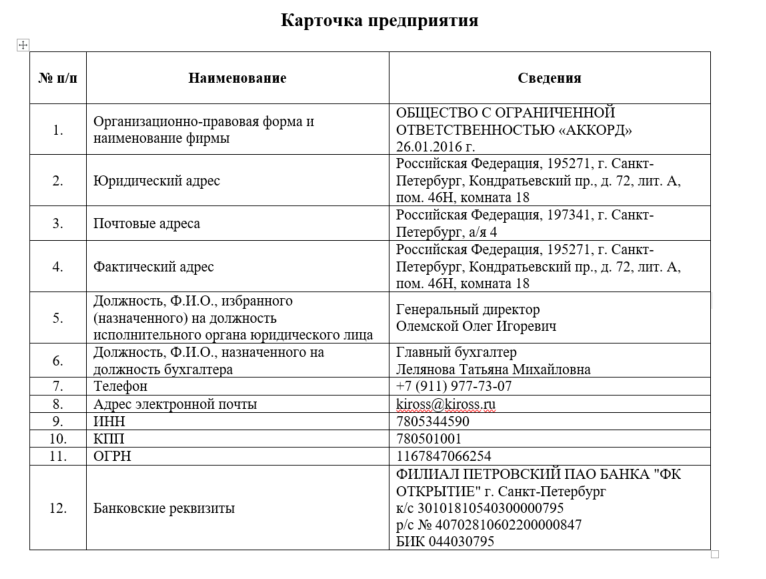 Карточка предприятия
№ п/п Наименование Сведения
1. Организационно-правовая форма и наименование фирмы ОБЩЕСТВО С ОГРАНИЧЕННОЙ
ОТВЕТСТВЕННОСТЬЮ «АККОРД»
26.01.2016 г.
2. Юридический адрес Российская Федерация, 195271, г. Санкт-
Петербург, Кондратьевский пр., д. 72, лит. А,
пом. 46Н, комната 18
3. Почтовые адреса Российская Федерация, 197341, г. Санкт-
Петербург, а/я 4
4. Фактический адрес Российская Федерация, 195271, г. Санкт-
Петербург, Кондратьевский пр., д. 72, лит. А,
пом. 46Н, комната 18
5. Должность, Ф.И.О., избранного
(назначенного) на должность
исполнительного органа юридического лица
Генеральный директор
Олемской Олег Игоревич
6. Должность, Ф.И.О., назначенного на
должность бухгалтера
Главный бухгалтер
Лелянова Татьяна Михайловна
7. Телефон +7 (911) 977-73-07
8. Адрес электронной почты kiross@kiross.ru
9. ИНН 7805344590
10. КПП 780501001
11. ОГРН 1167847066254
12. Банковские реквизиты ФИЛИАЛ ПЕТРОВСКИЙ ПАО БАНКА "ФК
ОТКРЫТИЕ" г. Санкт-Петербург
к/с 30101810540300000795
р/с № 40702810602200000847
БИК 044030795